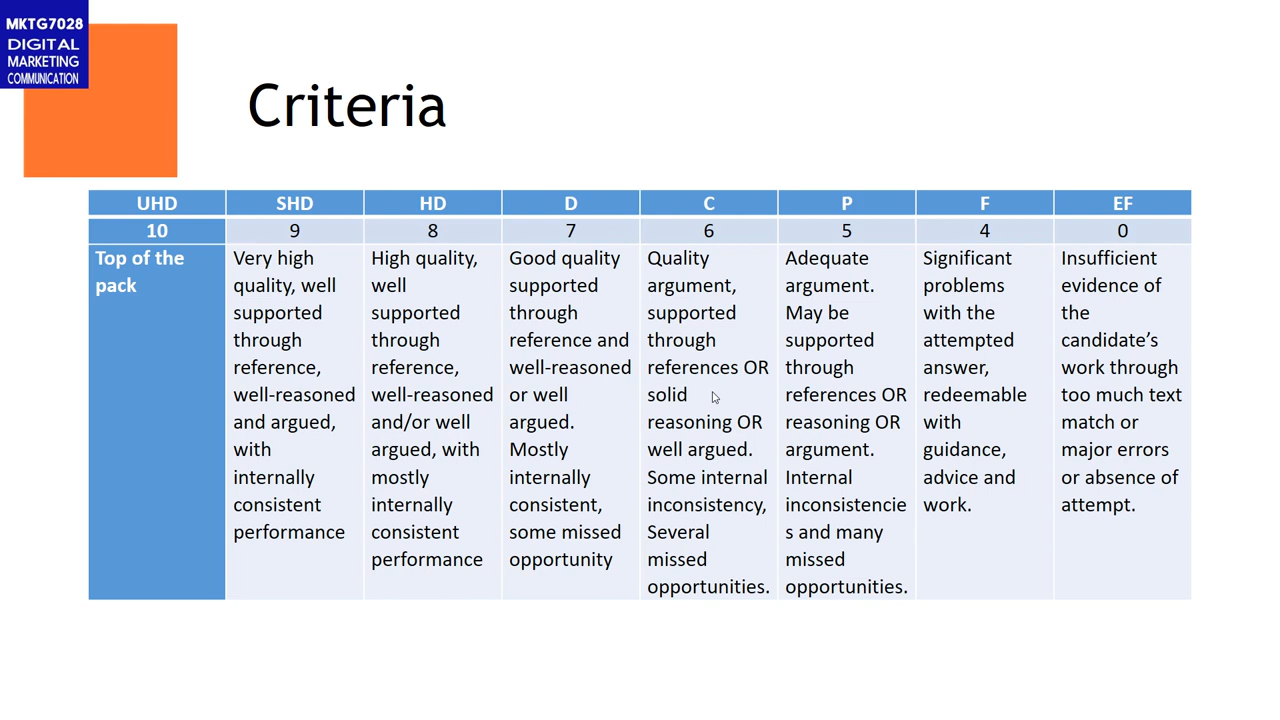 MKTG7028
DIGITAL
MARKETING
COMMUNICATION
Criteria
UHD
SHD
HD
D
C
P
F
EF
10
9
8
7
6
5
4
0
Top of the
pack
Very high
quality, well
supported
through
reference,
well-reasoned
and argued,
with
internally
consistent
performance
High quality,
well
supported
through
reference,
well-reasoned
and/or well
argued, with
mostly
internally
consistent
performance
Good quality
supported
through
reference and
well-reasoned
or well
argued.
Mostly
internally
consistent,
some missed
opportunity
Quality
argument,
supported
through
references OR
solid
reasoning OR
well argued.
Some internal
inconsistency,
Several
missed
opportunities.
Adequate
argument.
May be
supported
through
references OR
reasoning OR
argument.
Internal
inconsistencie
s and many
missed
opportunities.
Significant
problems
with the
attempted
answer,
redeemable
with
guidance,
advice and
work.
Insufficient
evidence of
the
candidate’s
work through
too much text
match or
major errors
or absence of
attempt.